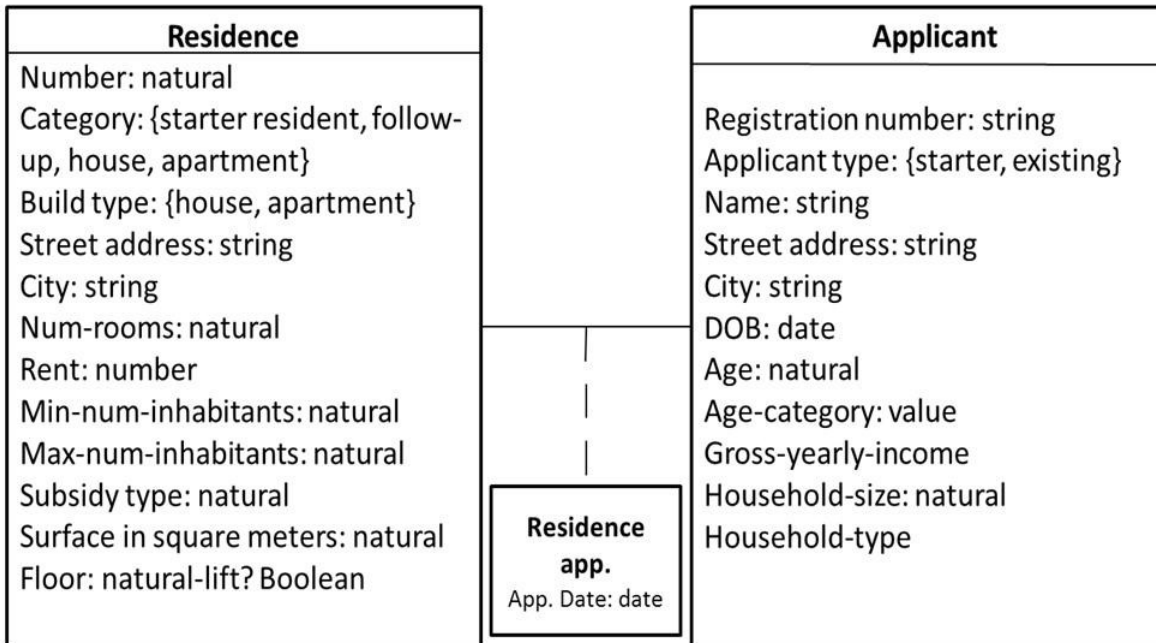 Residence
Number: natural
Category: {starter resident, follow-
up, house, apartment}
Build type: {house, apartment}
Street address: string
City: string
Num-rooms: natural
Rent: number
Min-num-inhabitants: natural
Max-num-inhabitants: natural
Subsidy type: natural
Surface in square meters: natural
Floor: natural-lift? Boolean
Residence
app.
App. Date: date
Applicant
Registration number: string
Applicant type: {starter, existing}
Name: string
Street address: string
City: string
DOB: date
Age: natural
Age-category: value
Gross-yearly-income
Household-size: natural
Household-type